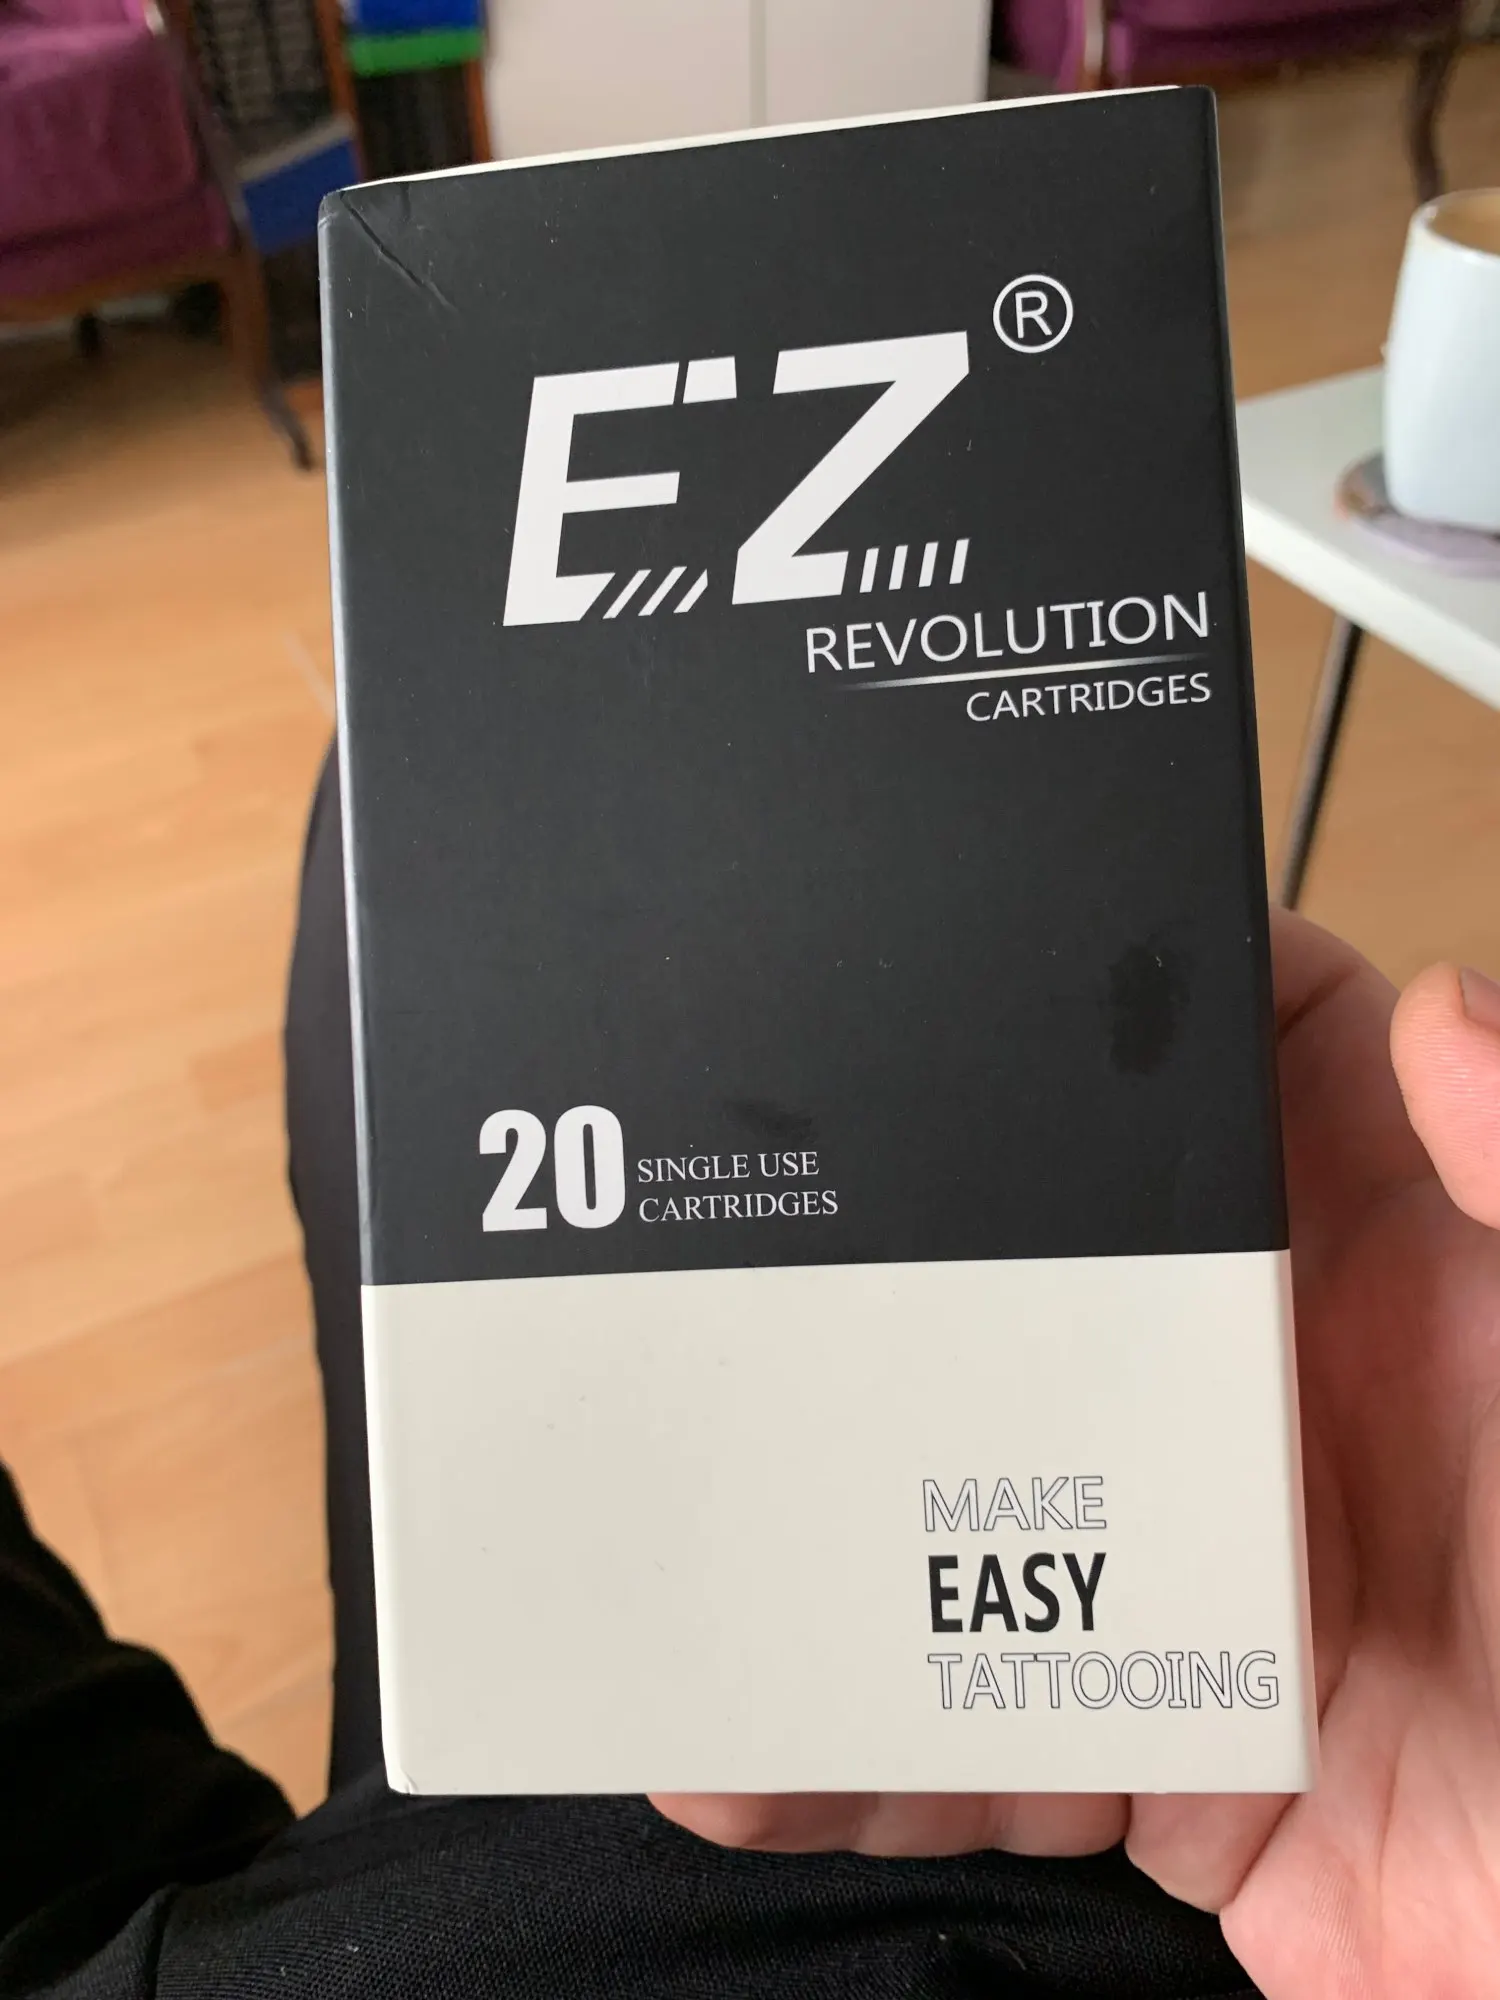 EZ®
REVOLUTION
CARTRIDGES
20 SINGLE USE
CARTRIDGES
MAKE
EASY
TATTOOING